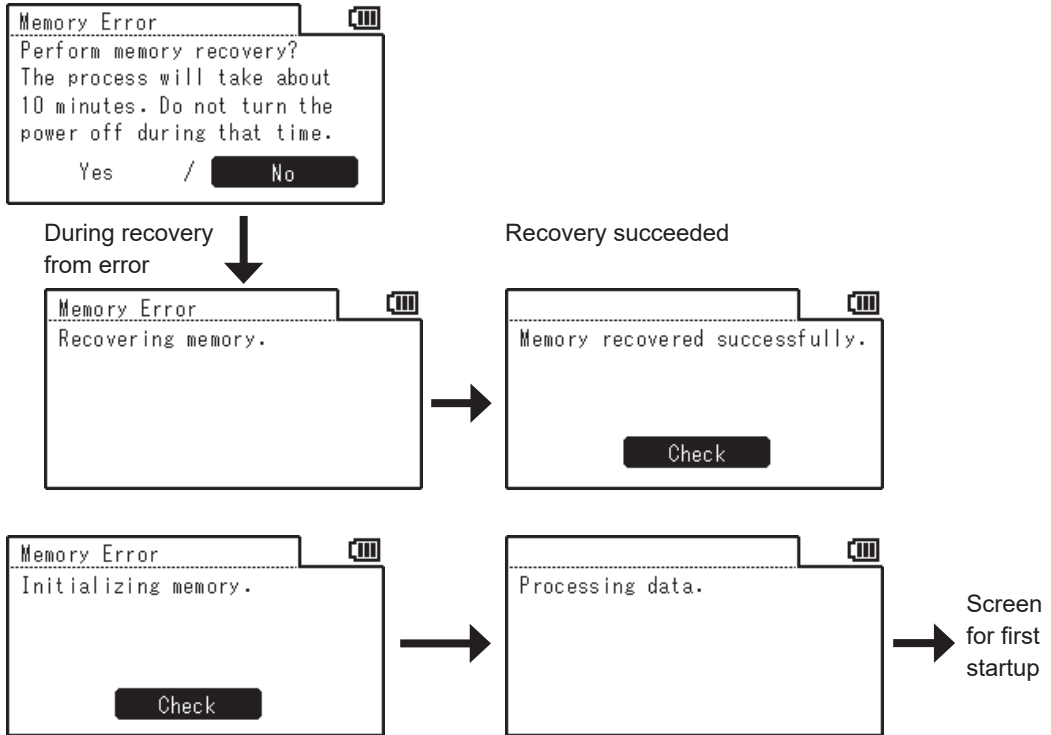 Memory Error
Perform memory recovery?
The process will take about
10 minutes. Do not turn the
power off during that time.
Yes / No
During recovery
from error
Recovery succeeded
Memory Error
Recovering memory.
Memory recovered successfully.
Check
Memory Error
Initializing memory.
Check
Processing data.
Screen
for first
startup